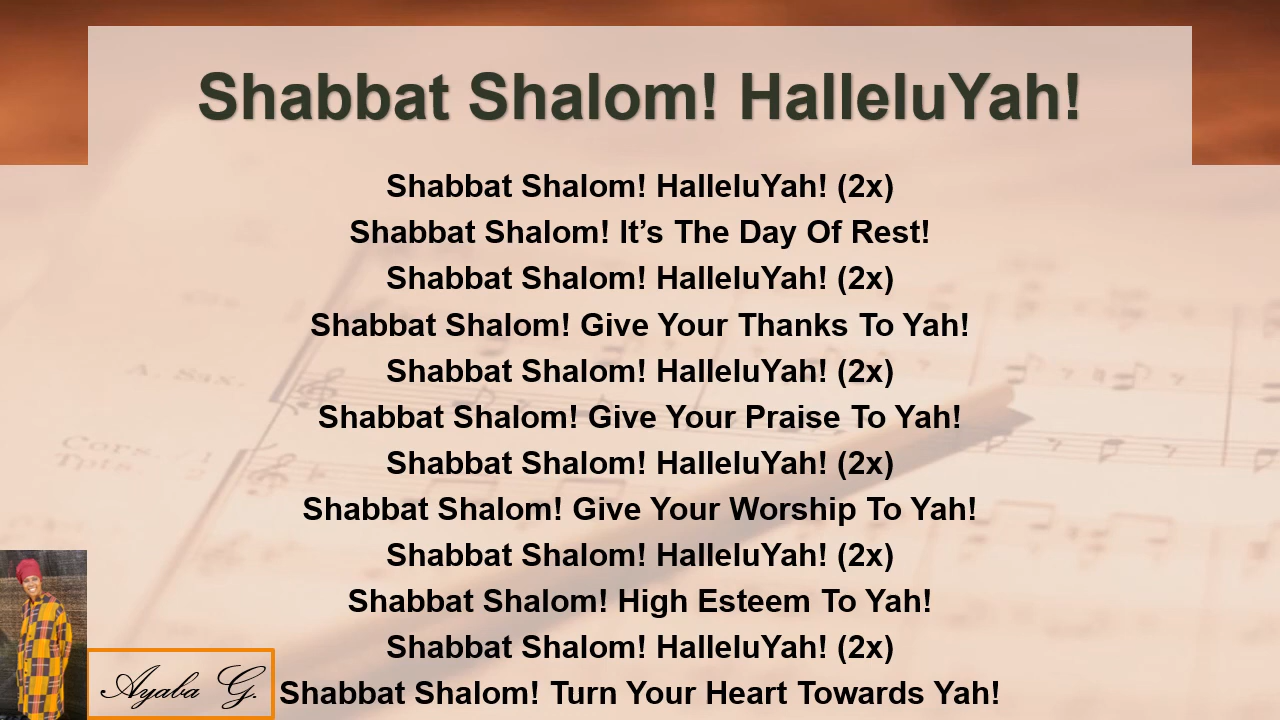 Shabbat Shalom! HalleluYah!
Shabbat Shalom! HalleluYah! (2x)
Shabbat Shalom! It’s The Day Of Rest!
Shabbat Shalom! HalleluYah! (2x)
Shabbat Shalom! Give Your Thanks To Yah!
Shabbat Shalom! HalleluYah! (2x)
Shabbat Shalom! Give Your Praise To Yah!
Shabbat Shalom! HalleluYah! (2x)
Shabbat Shalom! Give Your Worship To Yah!
Shabbat Shalom! HalleluYah! (2x)
Shabbat Shalom! High Esteem To Yah!
Shabbat Shalom! HalleluYah! (2x)
Shabbat Shalom! Turn Your Heart Towards Yah!
Ayaba G.
A. Sax.
Tpts.